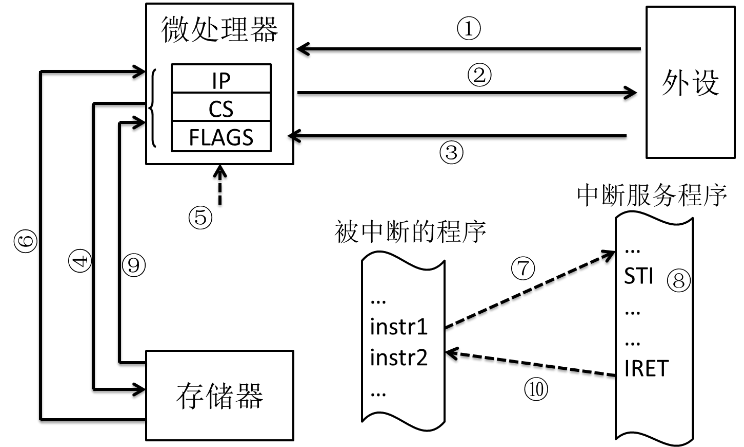 微处理器
IP
CS
FLAGS
①
②
③
外设
⑤
⑥
④
⑨
存储器
被中断的程序
...
instr1
instr2
...
⑦
⑩
中断服务程序
...
STI
⑧
...
...
IRET